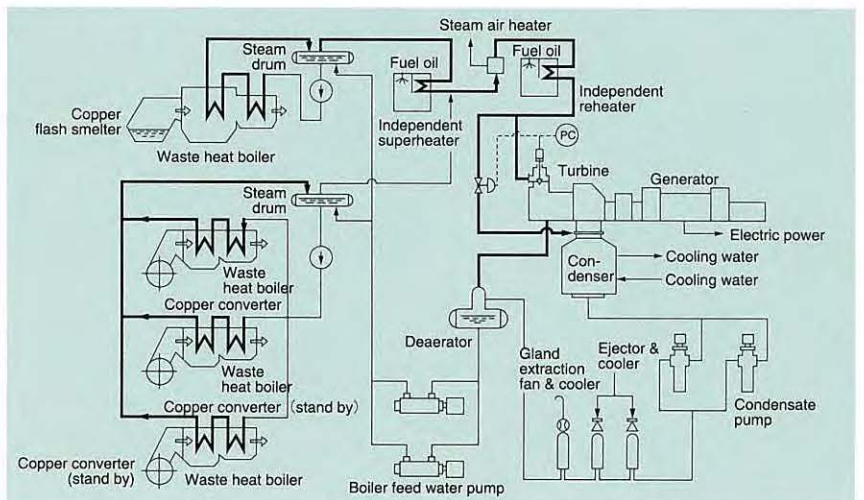 Steam air heater
Steam
drum
Fuel oil
Fuel oil
Independent
reheater
Copper
flash smelter
Independent
superheater
Waste heat boiler
PC
Turbine
Generator
Steam
drum
Electric power
Con-
denser
Cooling water
Cooling water
Waste
heat boiler
Copper converter
Deaerator
Gland
extraction
fan & cooler
Ejector &
cooler
Waste
heat boiler
Copper converter (stand by)
Condensate
pump
Copper converter
(stand by)
Waste heat boiler
Boiler feed water pump